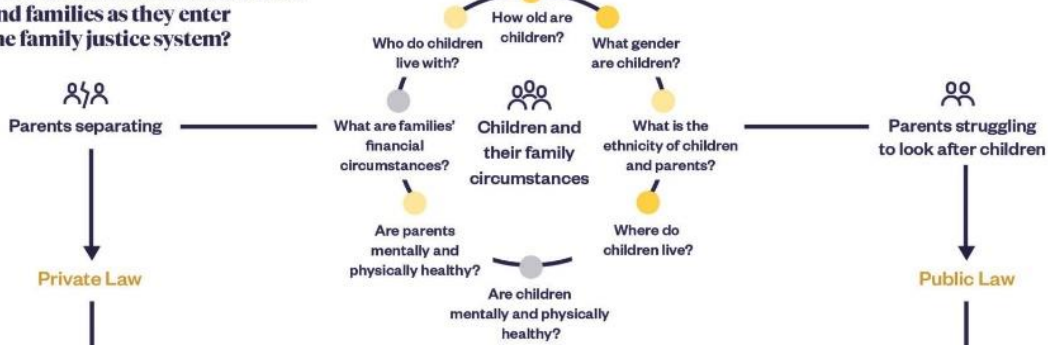 nd families as they enter
ne family justice system?
How old are
children?
Who do children
live with?
What gender
are children?
Parents separating
What are families'
financial
circumstances?
Children and
their family
circumstances
What is the
ethnicity of children
and parents?
Parents struggling
to look after children
Are parents
mentally and
physically healthy?
Where do
children live?
Private Law
Are children
mentally and physically
healthy?
Public Law